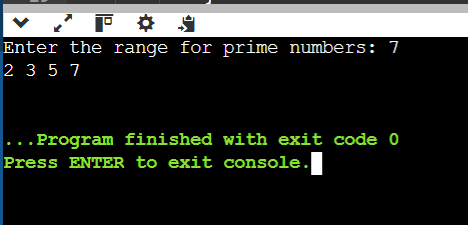 Enter the range for prime numbers: 7
2 3 5 7
...Program finished with exit code 0
Press ENTER to exit console.